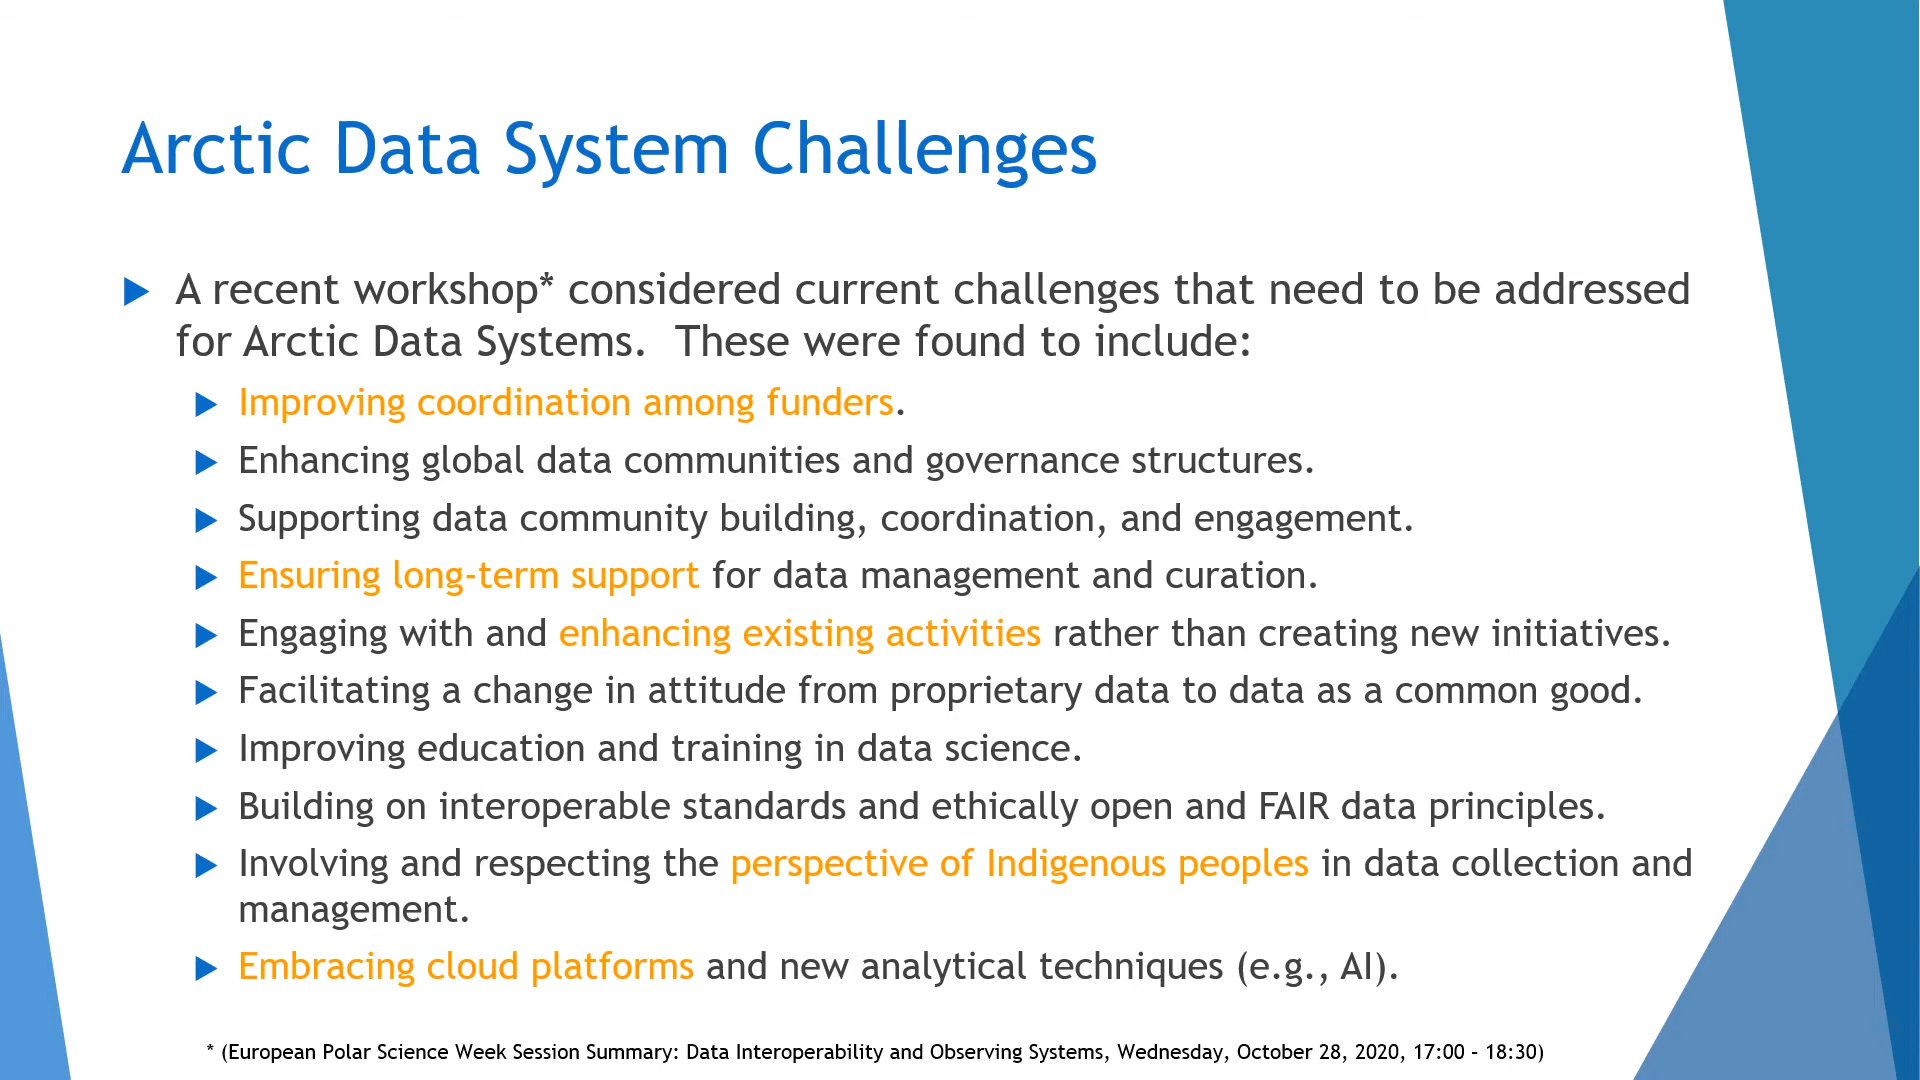 Arctic Data System Challenges
A recent workshop* considered current challenges that need to be addressed
for Arctic Data Systems.  These were found to include:
Improving coordination among funders.
Enhancing global data communities and governance structures.
Supporting data community building, coordination, and engagement.
Ensuring long-term support for data management and curation.
Engaging with and enhancing existing activities rather than creating new initiatives.
Facilitating a change in attitude from proprietary data to data as a common good.
Improving education and training in data science.
Building on interoperable standards and ethically open and FAIR data principles.
Involving and respecting the perspective of Indigenous peoples in data collection and
management.
Embracing cloud platforms and new analytical techniques (e.g., AI).
* (European Polar Science Week Session Summary: Data Interoperability and Observing Systems, Wednesday, October 28, 2020, 17:00 - 18:30)